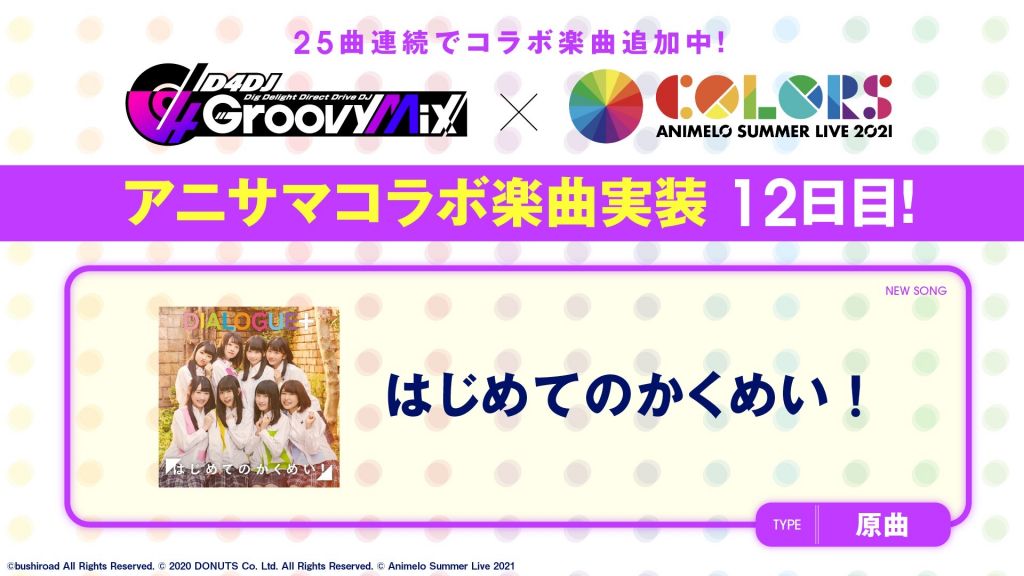 25曲連続でコラボ楽曲追加中!
D4DJ
Dig Delight Direct Drive DJ
GroovyMix
×
COLORS
ANIMELO SUMMER LIVE 2021
アニサマコラボ楽曲実装 12日目!
NEW SONG
DIALOGUE+
はじめてのかくめい!
はじめてのかくめい！
TYPE 原曲
©bushiroad All Rights Reserved. © 2020 DONUTS Co. Ltd. All Rights Reserved. © Animelo Summer Live 2021